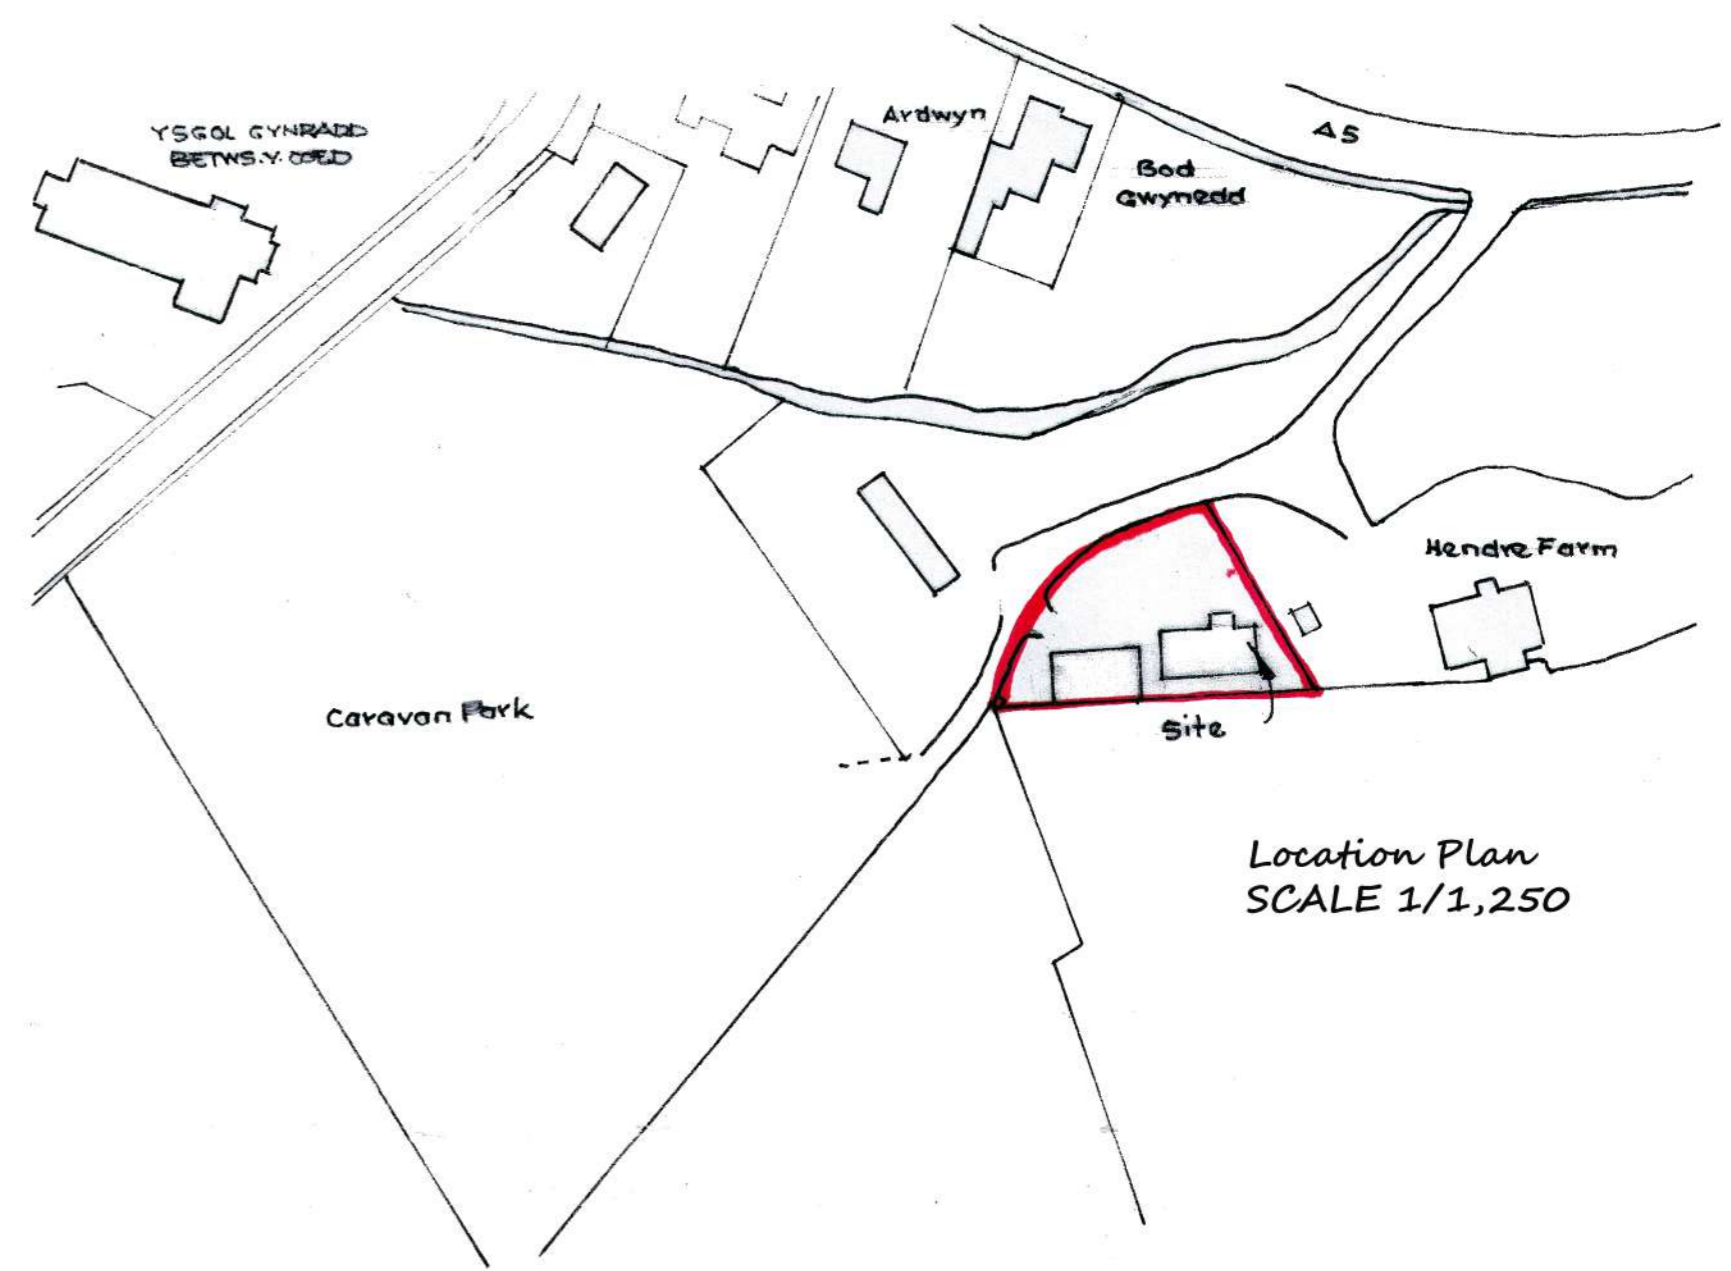 YSGOL GYNRADD
BETWS.Y.COED
Ardwyn
A5
Bod
Gwynedd
Hendre Farm
Caravan Park
Site
Location Plan
SCALE 1/1,250